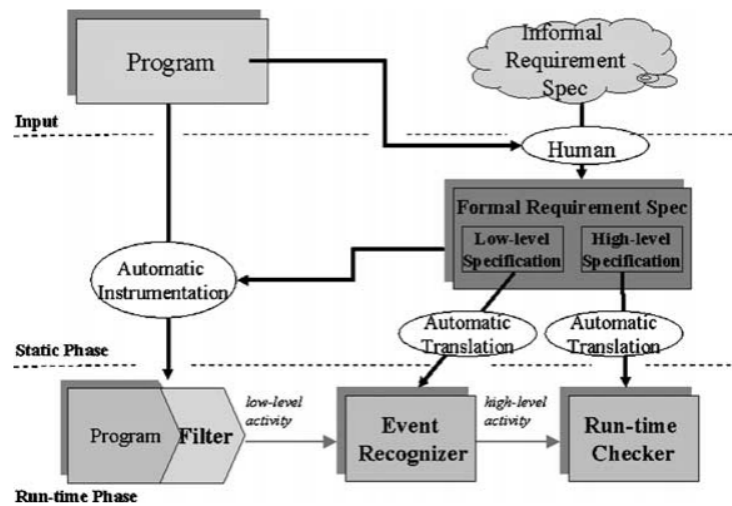 Program
Informal
Requirement
Spec
Input
Human
Formal Requirement Spec
Low-level
Specification
High-level
Specification
Automatic
Instrumentation
Automatic
Translation
Automatic
Translation
Static Phase
Program
Filter
low-level
activity
Event
Recognizer
high-level
activity
Run-time
Checker
Run-time Phase